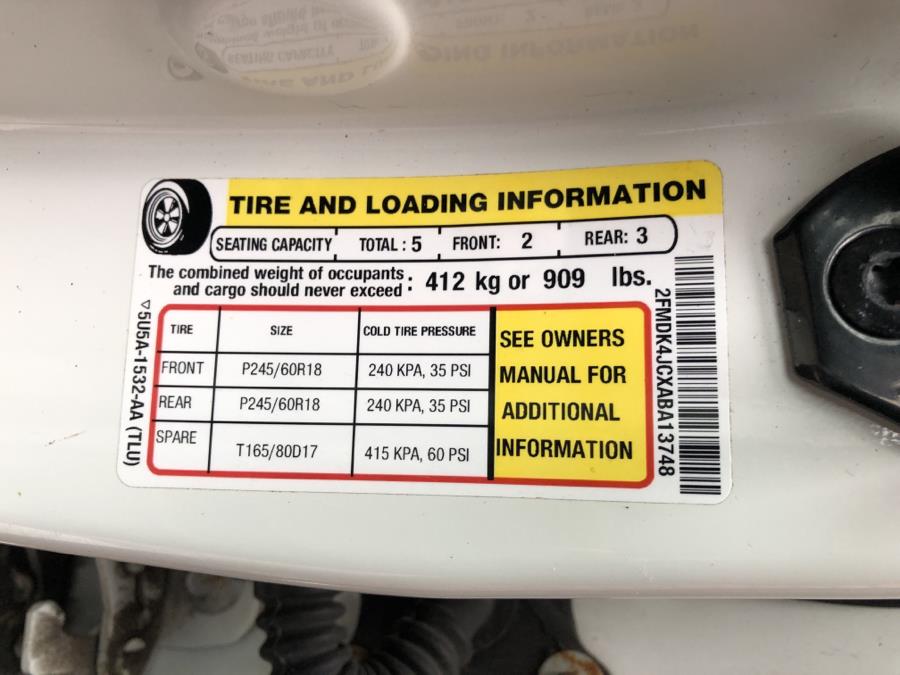 TIRE AND LOADING INFORMATION
SEATING CAPACITY TOTAL : 5 FRONT: 2 REAR: 3
The combined weight of occupants
and cargo should never exceed : 412 kg or 909 lbs.
TIRE SIZE COLD TIRE PRESSURE
FRONT P245/60R18 240 KPA, 35 PSI
REAR P245/60R18 240 KPA, 35 PSI
SPARE T165/80D17 415 KPA, 60 PSI
SEE OWNERS
MANUAL FOR
ADDITIONAL
INFORMATION
▽5U5A-1532-AA (TLU)
2FMDK4JCXABA13748